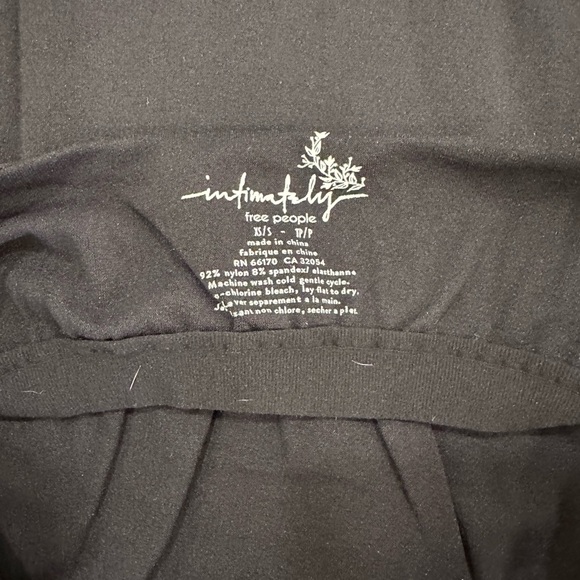 intimately
free people
XS/S - TP/P
made in china
fabrique en chine
RN 66170 CA 32054
92% nylon 8% spandex/ elasthanne
Machine wash cold gentle cycle.
-chlorine bleach, lay flat to dry.
Laver separement a la main.
sant non chlore, secher a plat.